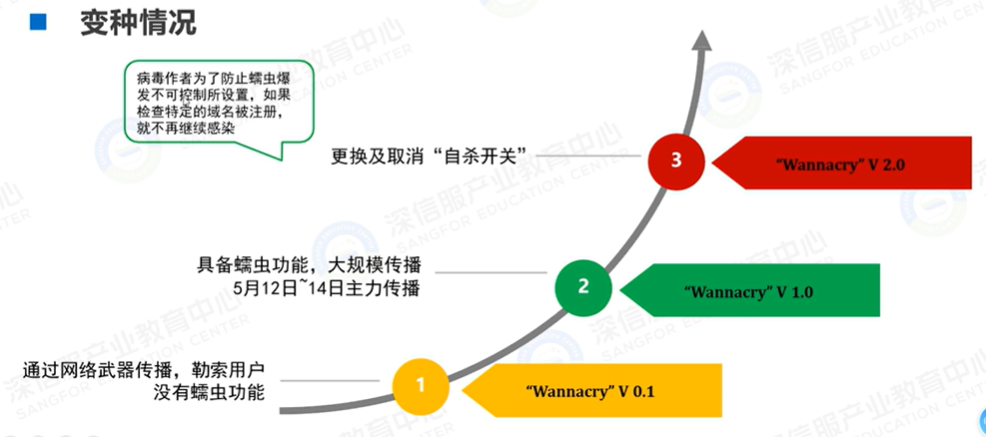 变种情况
病毒作者为了防止蠕虫爆
发不可控制所设置，如果
检查特定的域名被注册，
就不再继续感染
更换及取消“自杀开关”
3
“Wannacry” V 2.0
具备蠕虫功能，大规模传播
5月12日~14日主力传播
2
“Wannacry” V 1.0
通过网络武器传播，勒索用户
没有蠕虫功能
1
“Wannacry” V 0.1
深信服产业教育中心
SANGFOR EDUCATION CENTER